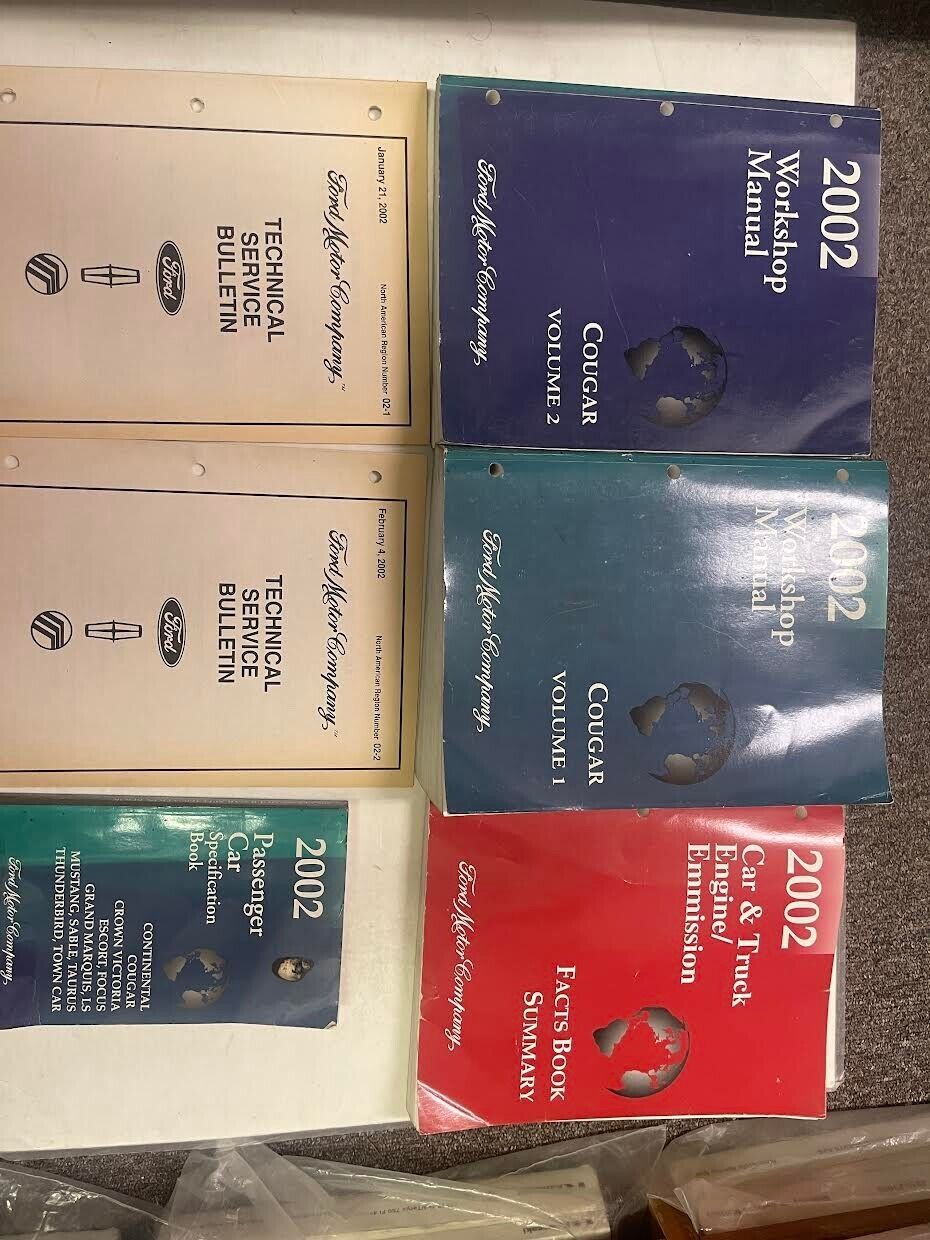 2002
Workshop
Manual
COUGAR
VOLUME 2
Ford Motor Company
2002
Workshop
Manual
COUGAR
VOLUME 1
Ford Motor Company
2002
Car & Truck
Engine/
Emmission
FACTS BOOK
SUMMARY
Ford Motor Company
January 21, 2002 North American Region Number 02-1
Ford Motor Company™
TECHNICAL
SERVICE
BULLETIN
Ford
February 4, 2002 North American Region Number 02-2
Ford Motor Company™
TECHNICAL
SERVICE
BULLETIN
Ford
2002
Passenger
Car
Specification
Book
CONTINENTAL
COUGAR
CROWN VICTORIA
ESCORT, FOCUS
GRAND MARQUIS, LS
MUSTANG, SABLE, TAURUS
THUNDERBIRD, TOWN CAR
Ford Motor Company